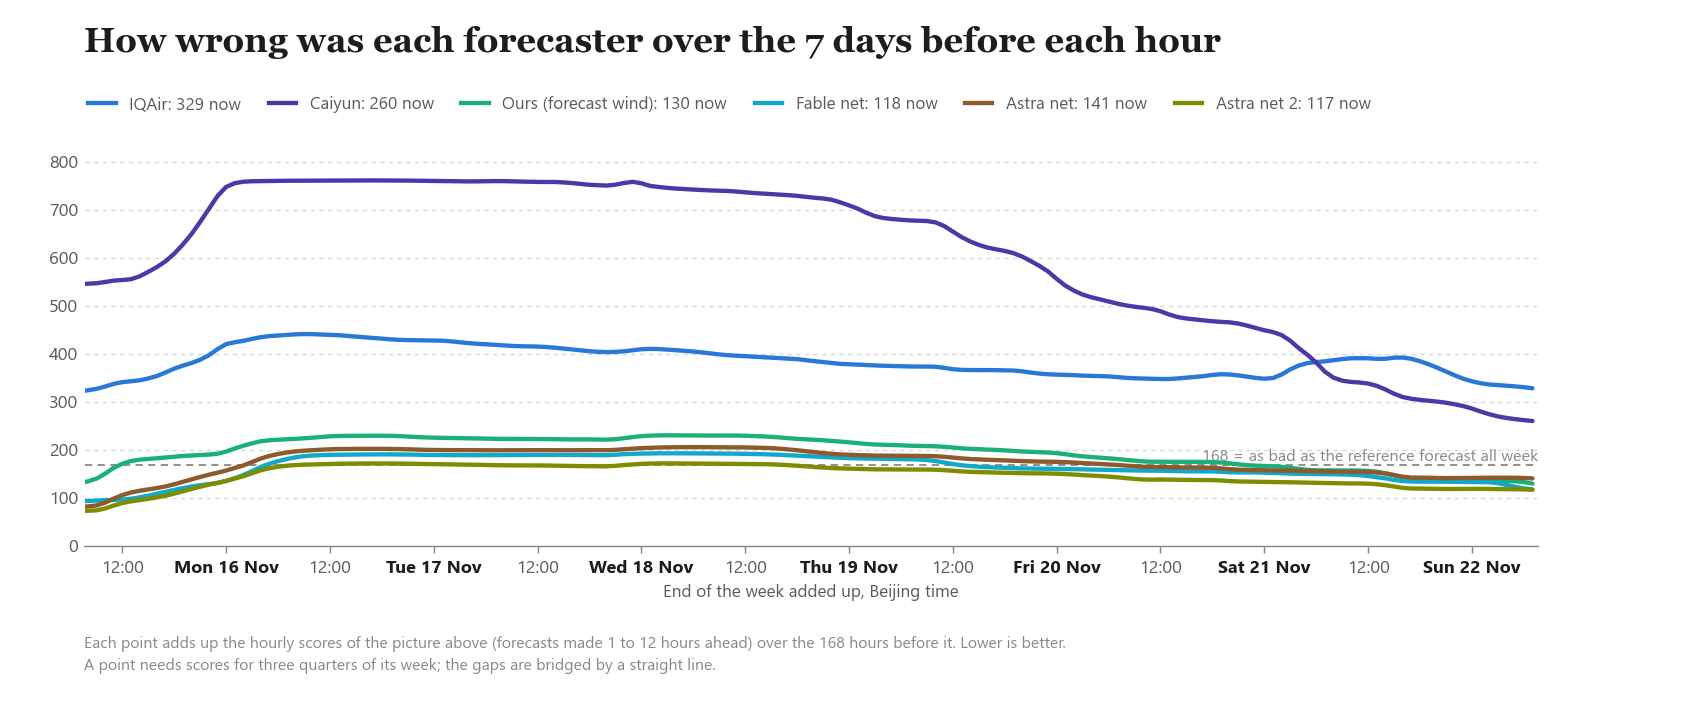 How wrong was each forecaster over the 7 days before each hour
IQAir: 329 now Caiyun: 260 now Ours (forecast wind): 130 now Fable net: 118 now Astra net: 141 now Astra net 2: 117 now
800
700
600
500
400
300
200
168 = as bad as the reference forecast all week
100
0
12:00 Mon 16 Nov 12:00 Tue 17 Nov 12:00 Wed 18 Nov 12:00 Thu 19 Nov 12:00 Fri 20 Nov 12:00 Sat 21 Nov 12:00 Sun 22 Nov
End of the week added up, Beijing time
Each point adds up the hourly scores of the picture above (forecasts made 1 to 12 hours ahead) over the 168 hours before it. Lower is better.
A point needs scores for three quarters of its week; the gaps are bridged by a straight line.